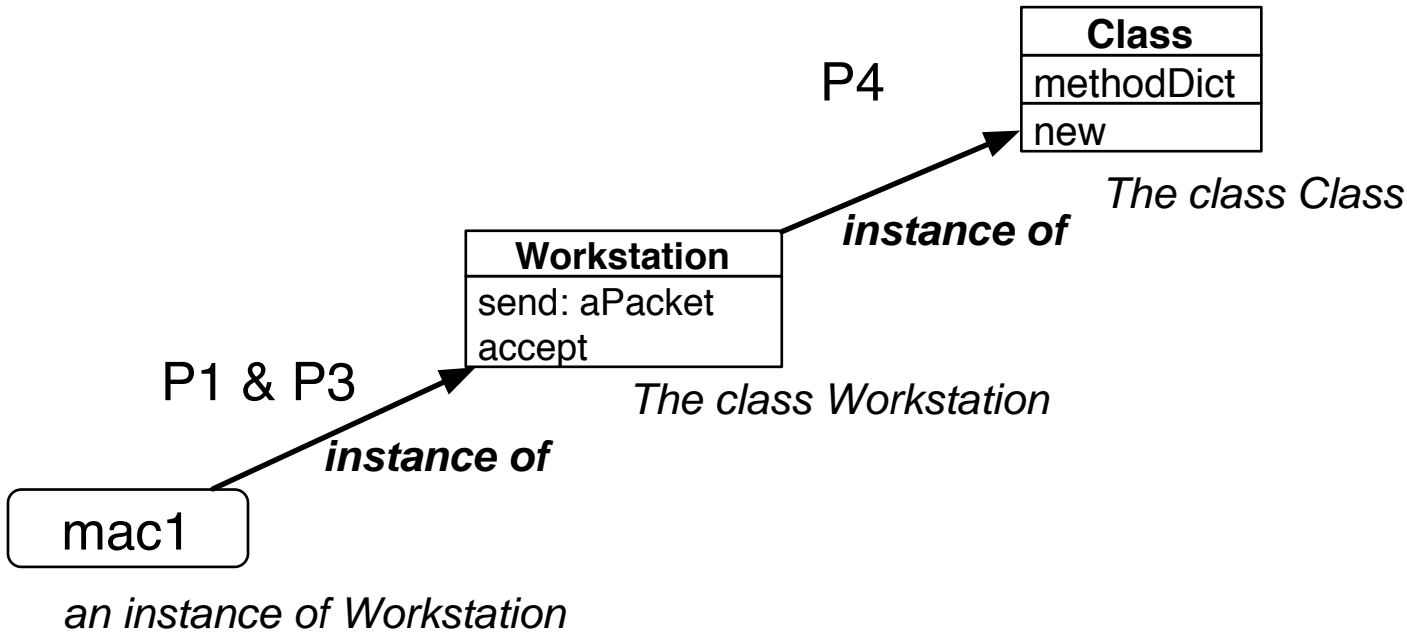 Class
methodDict
new
P4
The class Class
instance of
Workstation
send: aPacket
accept
The class Workstation
P1 & P3
instance of
mac1
an instance of Workstation